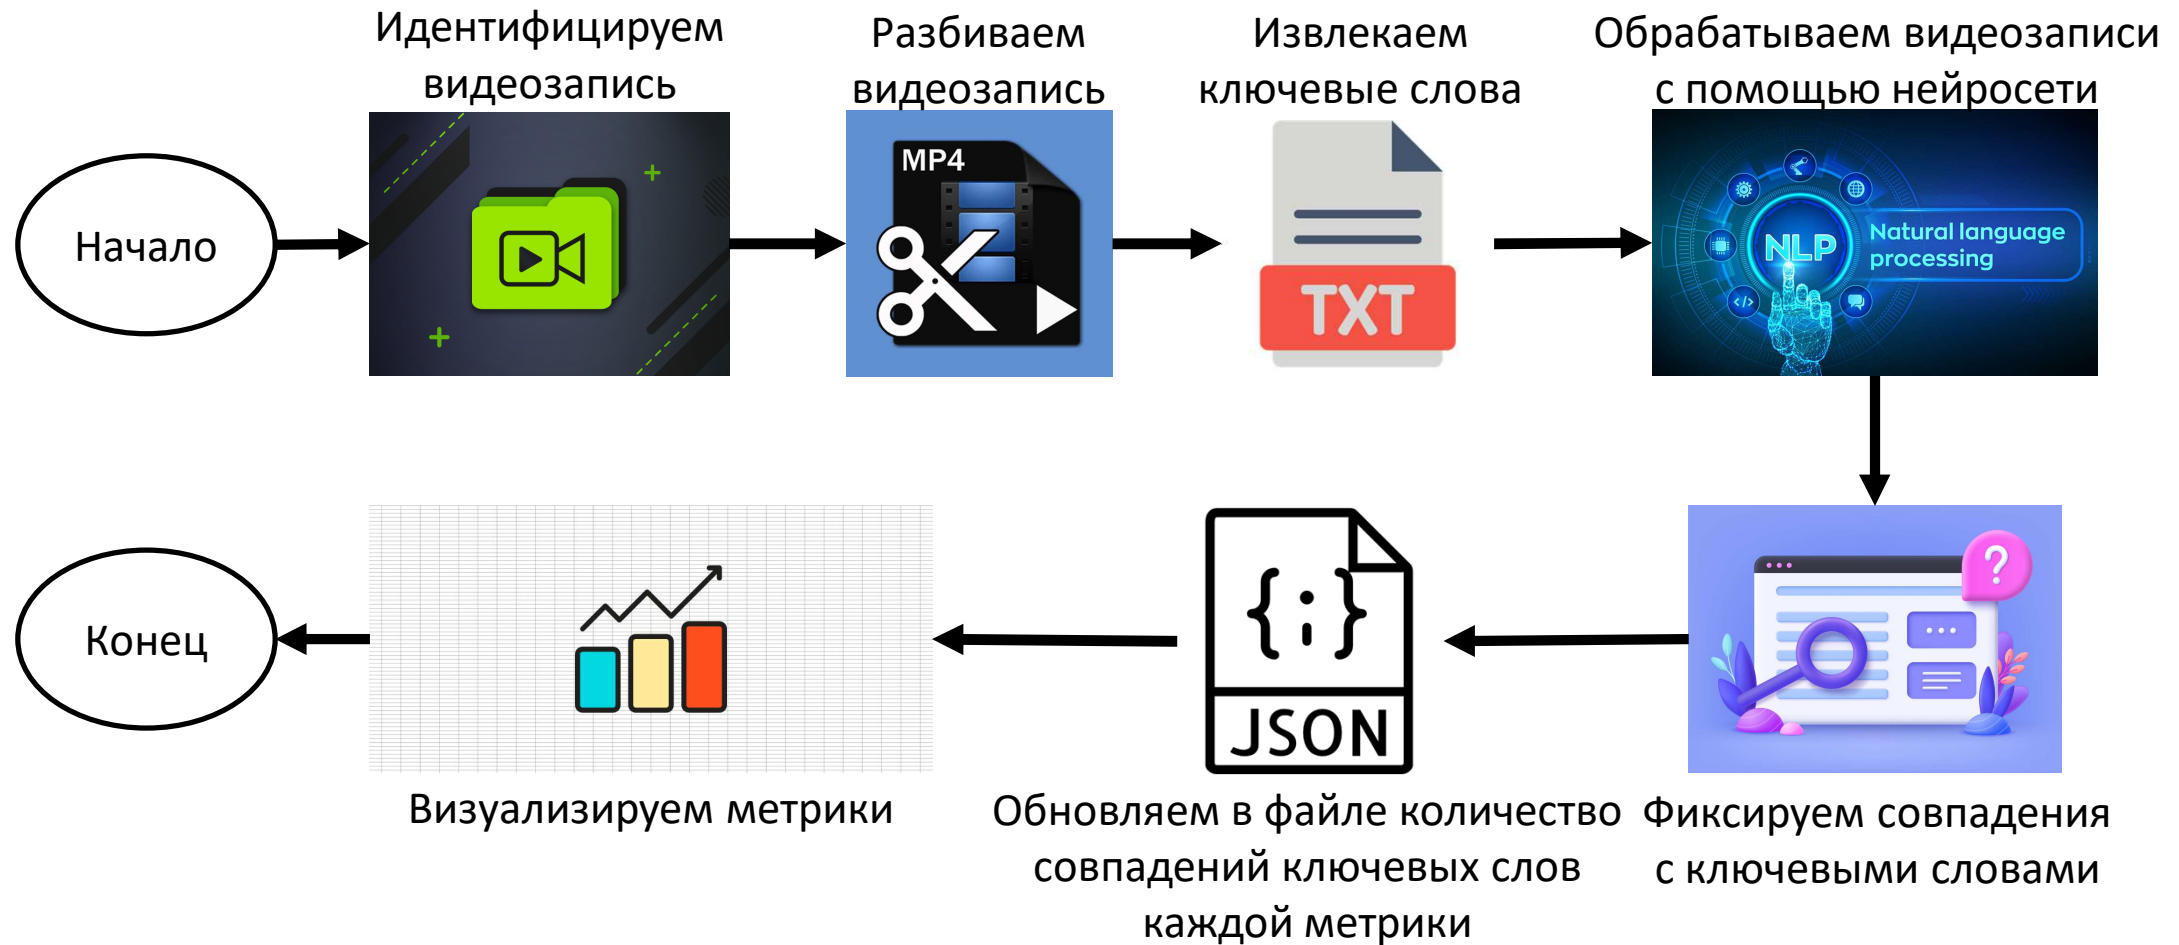 Идентифицируем
видеозапись
Разбиваем
видеозапись
Извлекаем
ключевые слова
Обрабатываем видеозаписи
с помощью нейросети
Начало
MP4
TXT
NLP
Natural language
processing
</>
Конец
{;}
JSON
?
Визуализируем метрики
Обновляем в файле количество
совпадений ключевых слов
каждой метрики
Фиксируем совпадения
с ключевыми словами